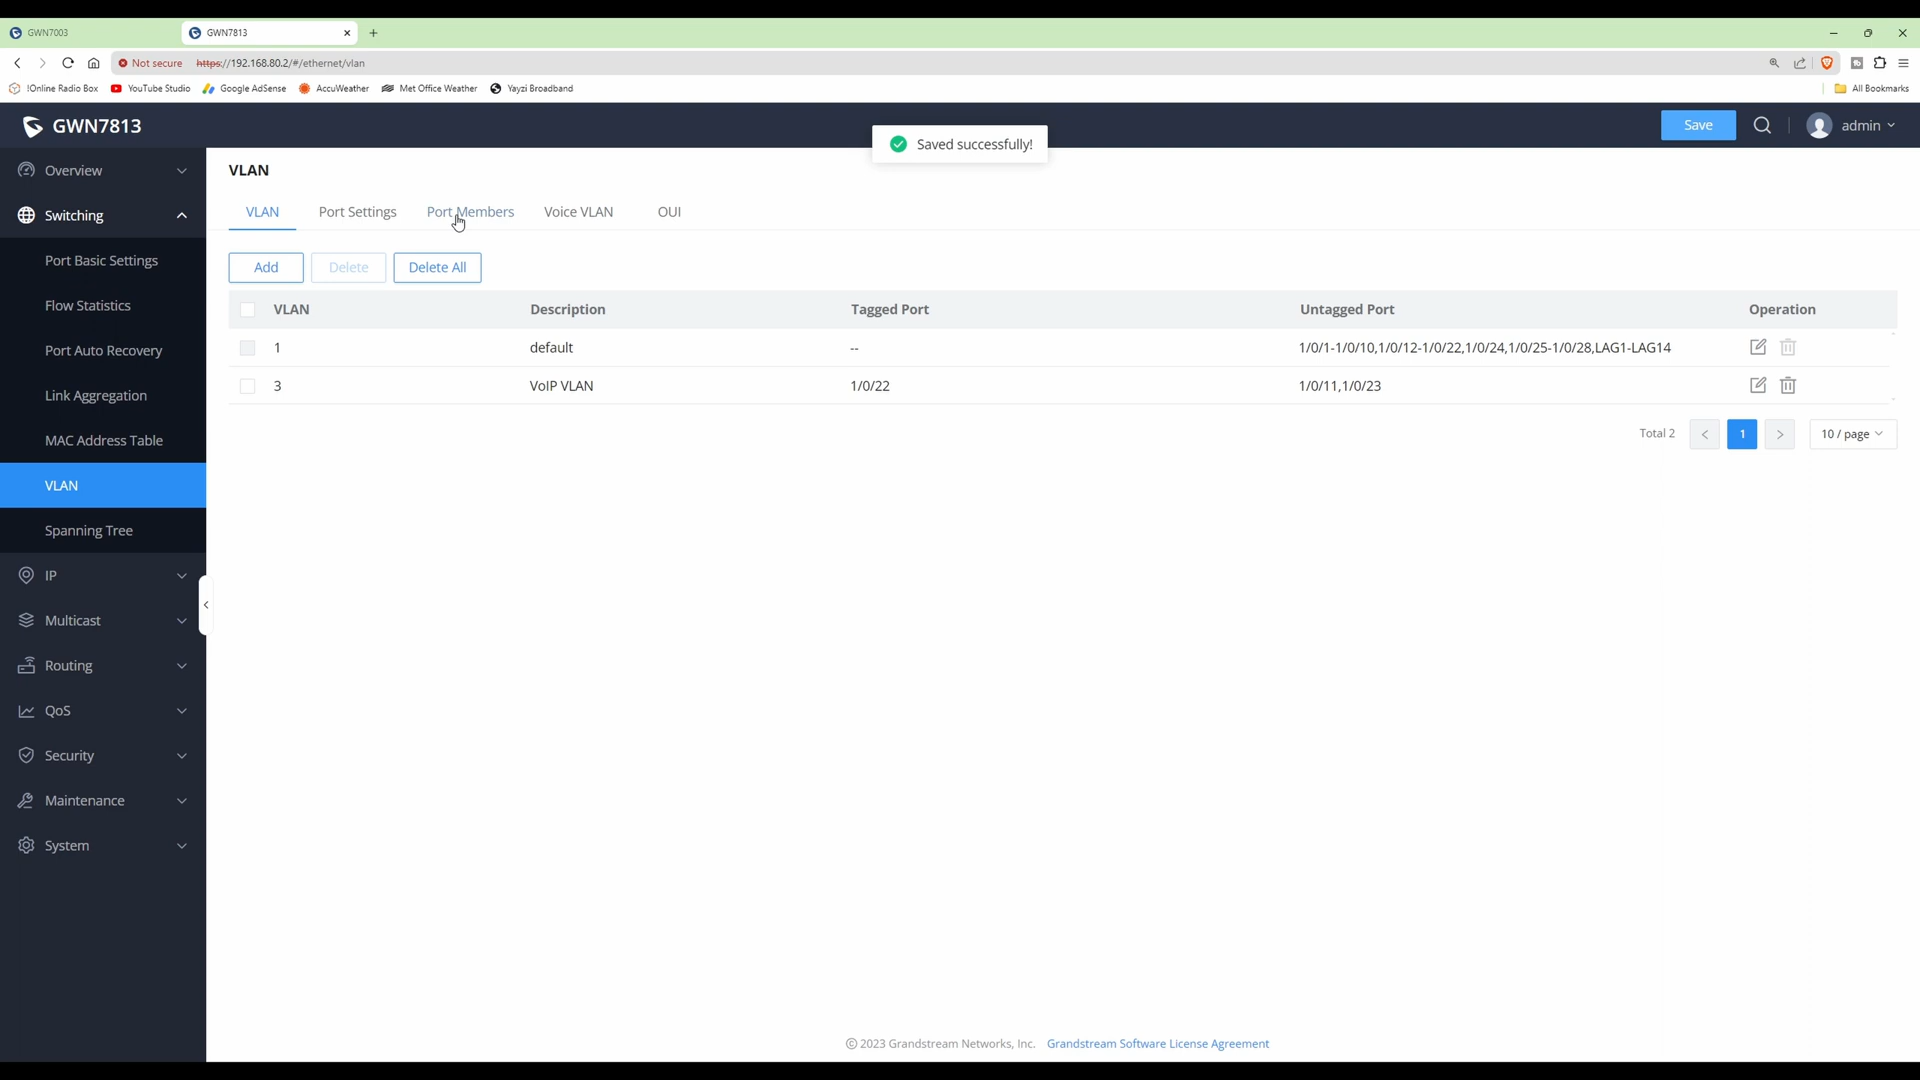 GWN7003
GWN7813
Not secure https://192.168.80.2/#/ethernet/vlan
!Online Radio Box YouTube Studio Google AdSense AccuWeather Met Office Weather Yayzi Broadband All Bookmarks
GWN7813
Save
admin
Saved successfully!
Overview
Switching
Port Basic Settings
Flow Statistics
Port Auto Recovery
Link Aggregation
MAC Address Table
VLAN
Spanning Tree
IP
Multicast
Routing
QoS
Security
Maintenance
System
VLAN
VLAN Port Settings Port Members Voice VLAN OUI
Add Delete Delete All
VLAN Description Tagged Port Untagged Port Operation
1 default -- 1/0/1-1/0/10,1/0/12-1/0/22,1/0/24,1/0/25-1/0/28,LAG1-LAG14
3 VoIP VLAN 1/0/22 1/0/11,1/0/23
Total 2 < 1 > 10 / page
© 2023 Grandstream Networks, Inc. Grandstream Software License Agreement